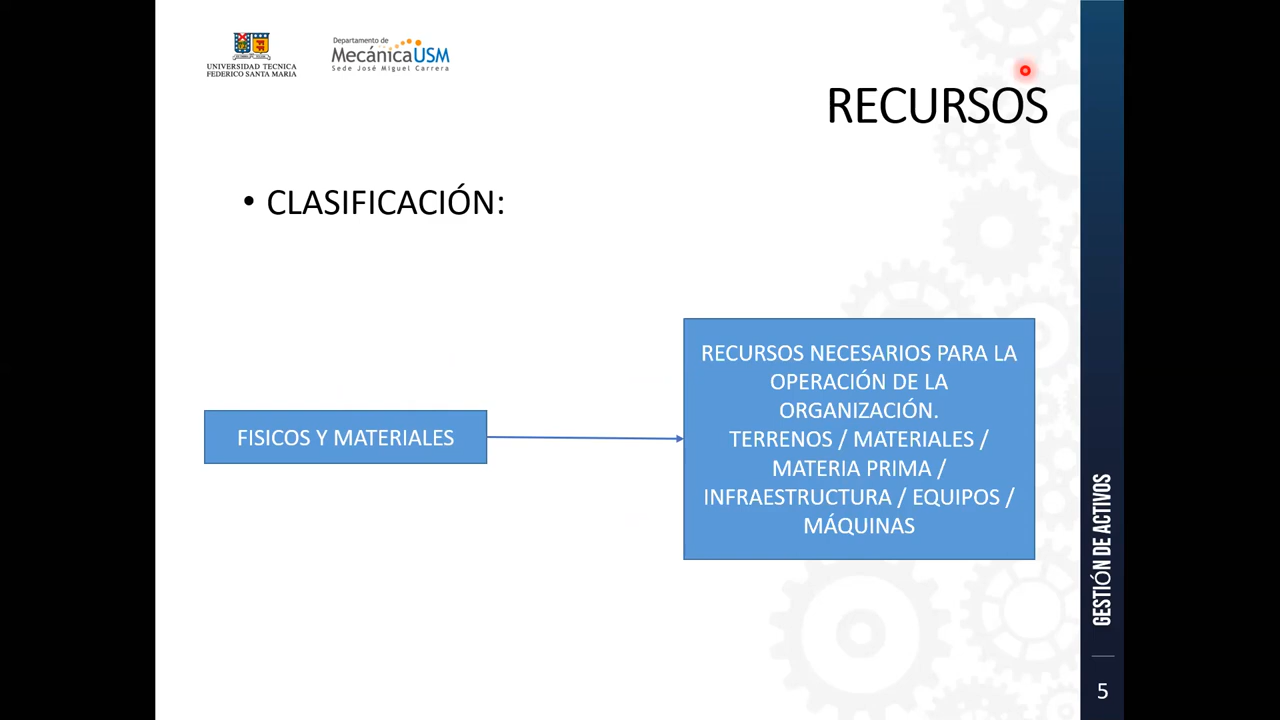 UNIVERSIDAD TECNICA
FEDERICO SANTA MARIA
Departamento de
MecánicaUSM
Sede José Miguel Carrera
RECURSOS
• CLASIFICACIÓN:
FISICOS Y MATERIALES
RECURSOS NECESARIOS PARA LA
OPERACIÓN DE LA
ORGANIZACIÓN.
TERRENOS / MATERIALES /
MATERIA PRIMA /
INFRAESTRUCTURA / EQUIPOS /
MÁQUINAS
GESTIÓN DE ACTIVOS
5